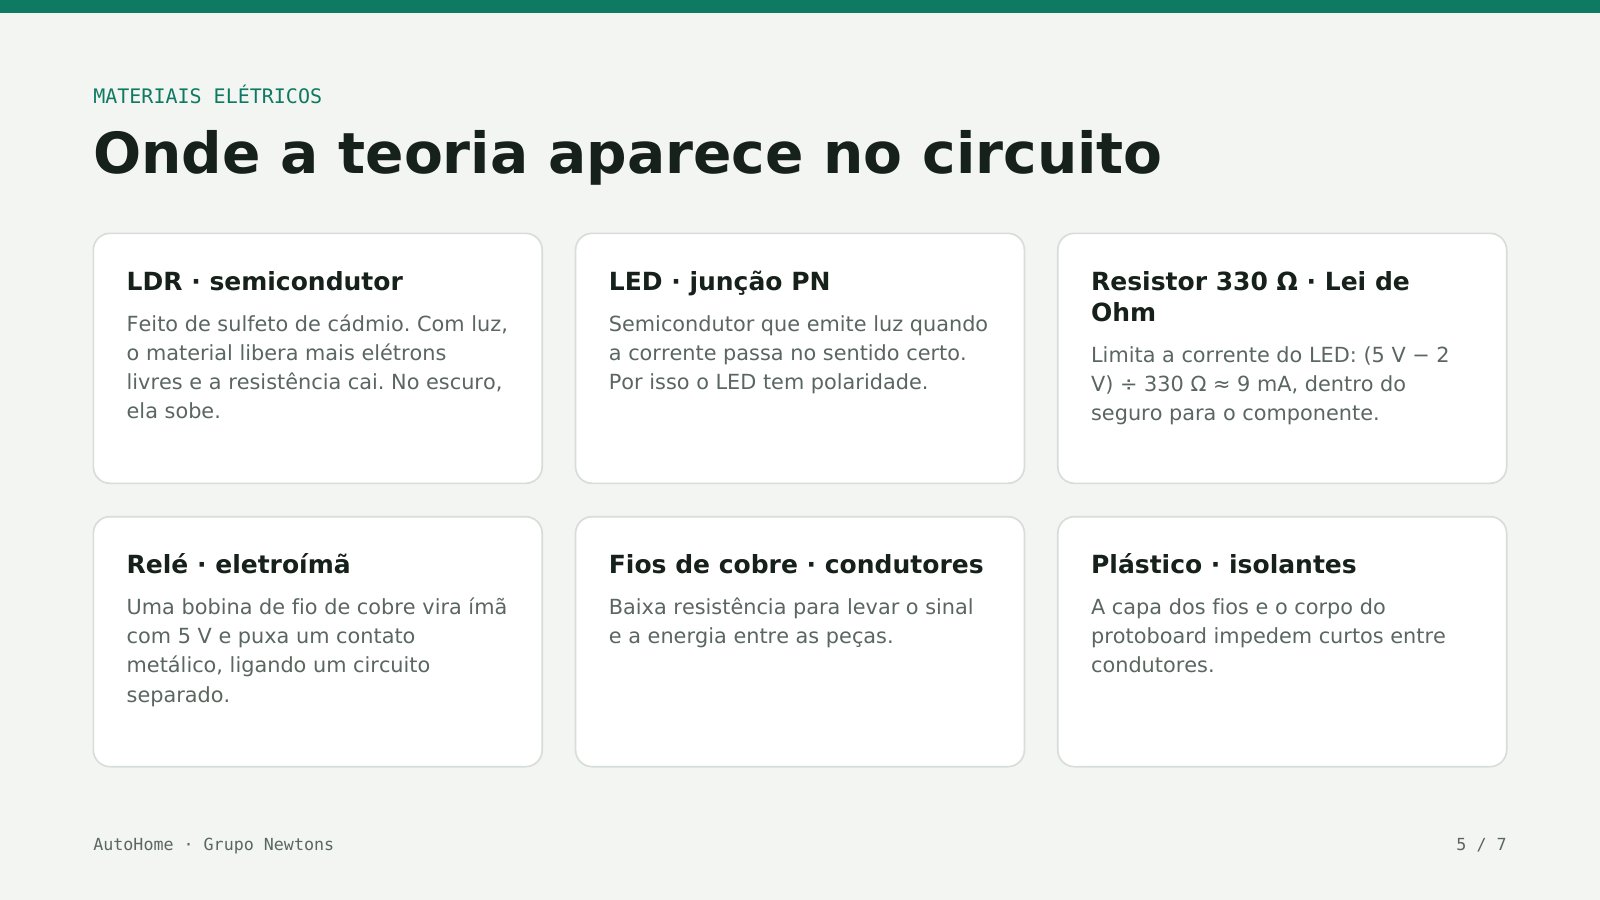 MATERIAIS ELÉTRICOS
Onde a teoria aparece no circuito
LDR · semicondutor
Feito de sulfeto de cádmio. Com luz,
o material libera mais elétrons
livres e a resistência cai. No escuro,
ela sobe.
LED · junção PN
Semicondutor que emite luz quando
a corrente passa no sentido certo.
Por isso o LED tem polaridade.
Resistor 330 Ω · Lei de
Ohm
Limita a corrente do LED: (5 V − 2
V) ÷ 330 Ω ≈ 9 mA, dentro do
seguro para o componente.
Relé · eletroímã
Uma bobina de fio de cobre vira ímã
com 5 V e puxa um contato
metálico, ligando um circuito
separado.
Fios de cobre · condutores
Baixa resistência para levar o sinal
e a energia entre as peças.
Plástico · isolantes
A capa dos fios e o corpo do
protoboard impedem curtos entre
condutores.
AutoHome · Grupo Newtons
5 / 7